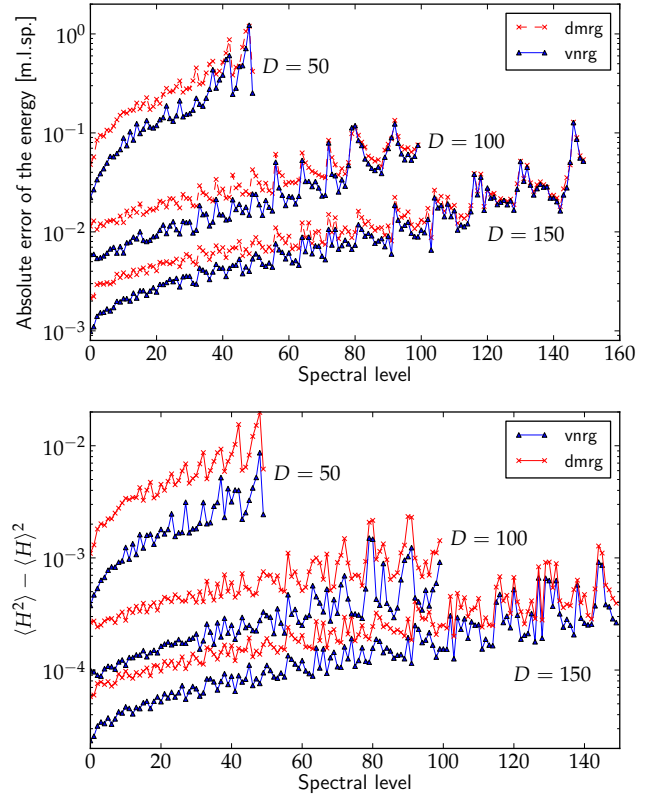 Absolute error of the energy [m.l.sp.]
10^0
10^{-1}
10^{-2}
10^{-3}
dmrg
vnrg
D = 50
D = 100
D = 150
0 20 40 60 80 100 120 140 160
Spectral level
⟨H^2⟩ − ⟨H⟩^2
10^{-2}
10^{-3}
10^{-4}
vnrg
dmrg
D = 50
D = 100
D = 150
0 20 40 60 80 100 120 140
Spectral level